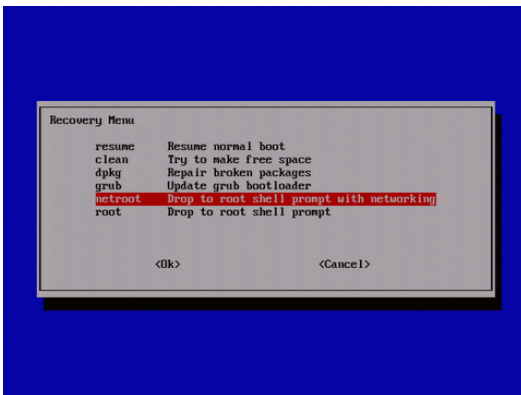 Recovery Menu
resume Resume normal boot
clean Try to make free space
dpkg Repair broken packages
grub Update grub bootloader
netroot Drop to root shell prompt with networking
root Drop to root shell prompt
<Ok> <Cancel>